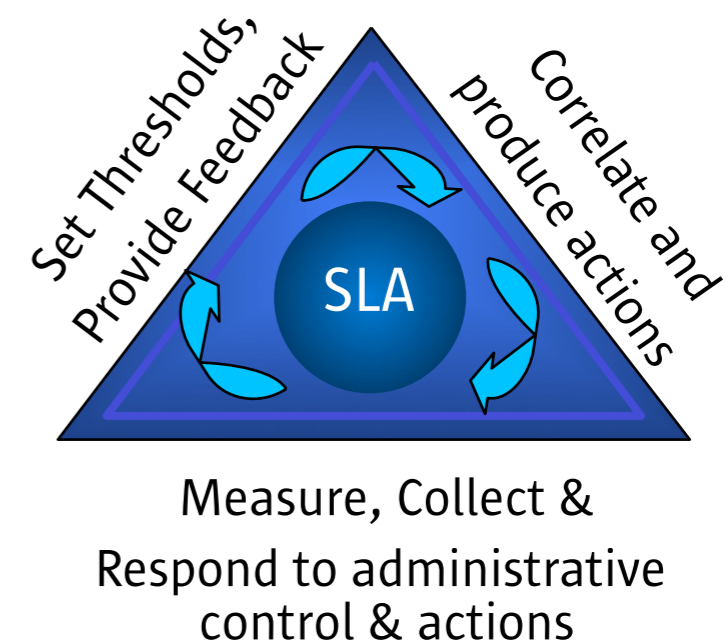 Set Thresholds,
Provide Feedback
Correlate and
produce actions
SLA
Measure, Collect &
Respond to administrative
control & actions